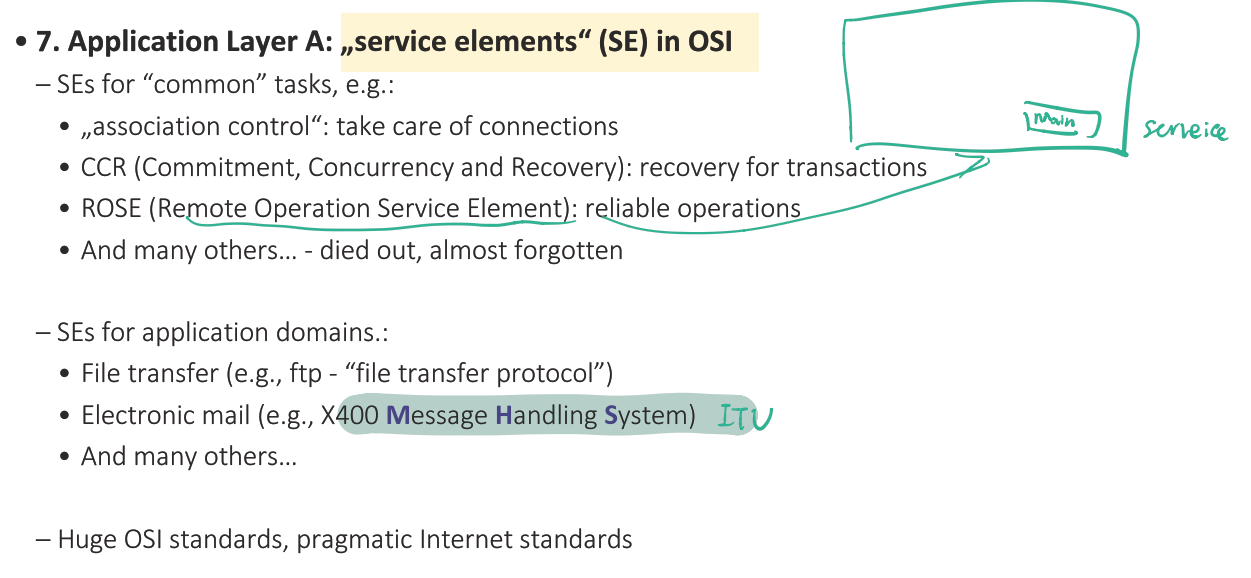 • 7. Application Layer A: „service elements“ (SE) in OSI
– SEs for “common” tasks, e.g.:
• „association control“: take care of connections
Main
serveice
• CCR (Commitment, Concurrency and Recovery): recovery for transactions
• ROSE (Remote Operation Service Element): reliable operations
• And many others… - died out, almost forgotten
– SEs for application domains.:
• File transfer (e.g., ftp - “file transfer protocol”)
• Electronic mail (e.g., X400 Message Handling System) ITU
• And many others…
– Huge OSI standards, pragmatic Internet standards